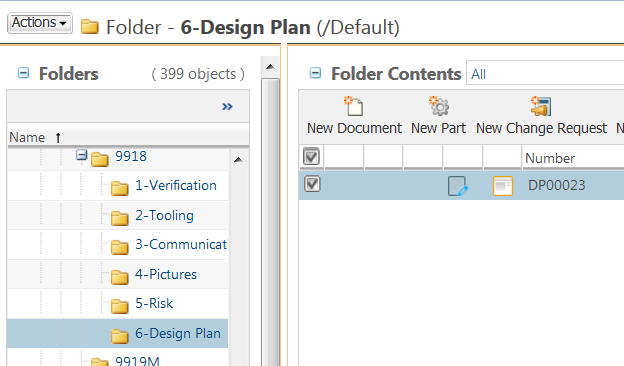 Actions Folder - 6-Design Plan (/Default)
Folders ( 399 objects )
»
Name ↑
9918
1-Verification
2-Tooling
3-Communicat
4-Pictures
5-Risk
6-Design Plan
9919M
Folder Contents All
New Document New Part New Change Request N
Number
DP00023